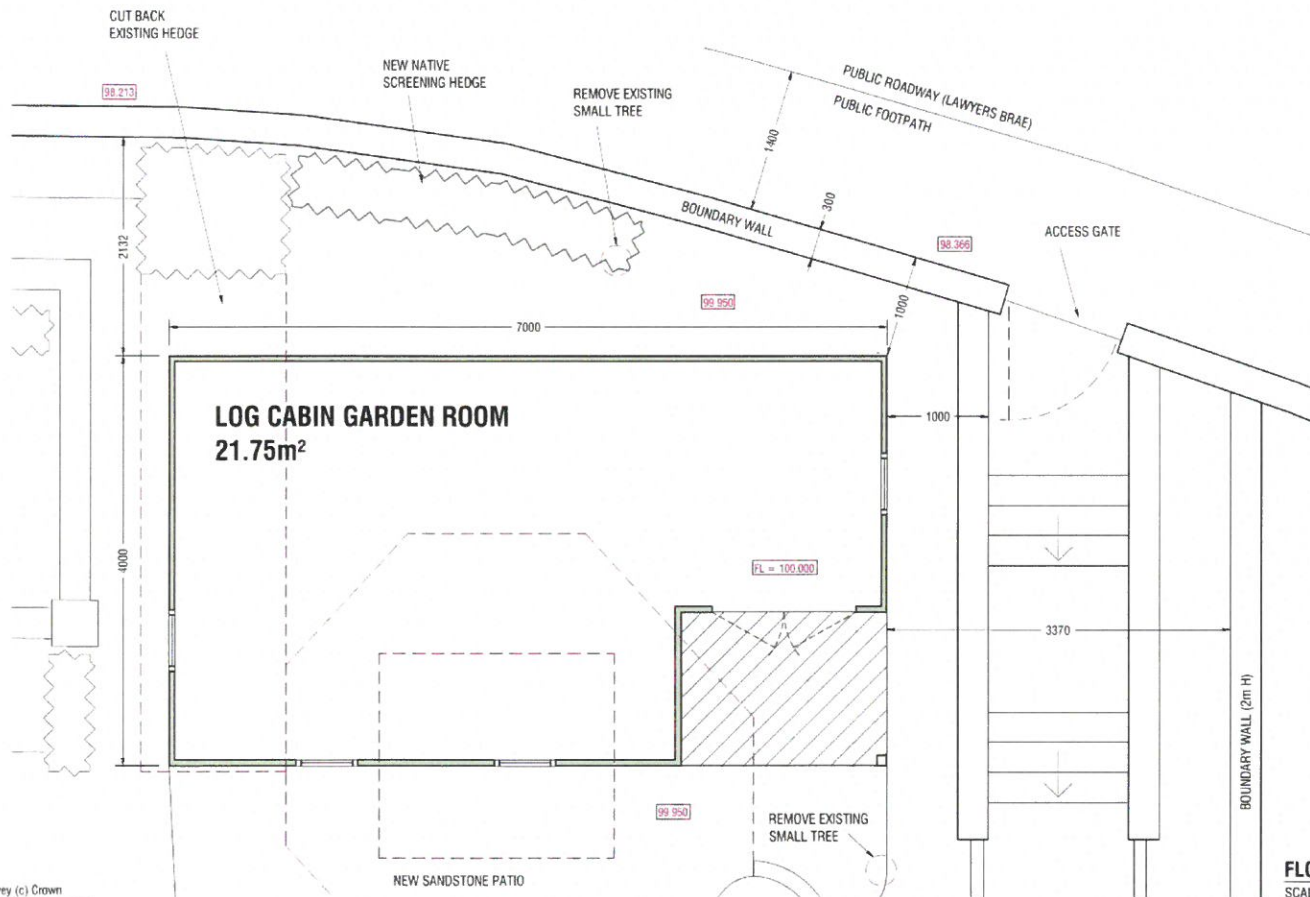 CUT BACK
EXISTING HEDGE
NEW NATIVE
SCREENING HEDGE
REMOVE EXISTING
SMALL TREE
PUBLIC ROADWAY (LAWYERS BRAE)
PUBLIC FOOTPATH
98.213
1400
300
BOUNDARY WALL
98.366
ACCESS GATE
2132
99.950
1000
7000
LOG CABIN GARDEN ROOM
21.75m²
1000
4000
FL = 100.000
3370
BOUNDARY WALL (2m H)
99.950
REMOVE EXISTING
SMALL TREE
NEW SANDSTONE PATIO
(c) Crown